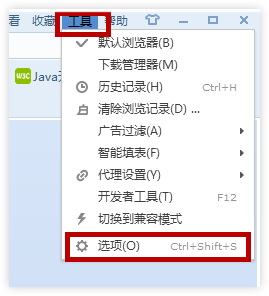 看 收藏 工具 帮助
Java
默认浏览器(B)
下载管理器(M)
历史记录(H) Ctrl+H
清除浏览记录(D) ...
广告过滤(A)
智能填表(F)
代理设置(Y)
开发者工具(T) F12
切换到兼容模式
选项(O) Ctrl+Shift+S